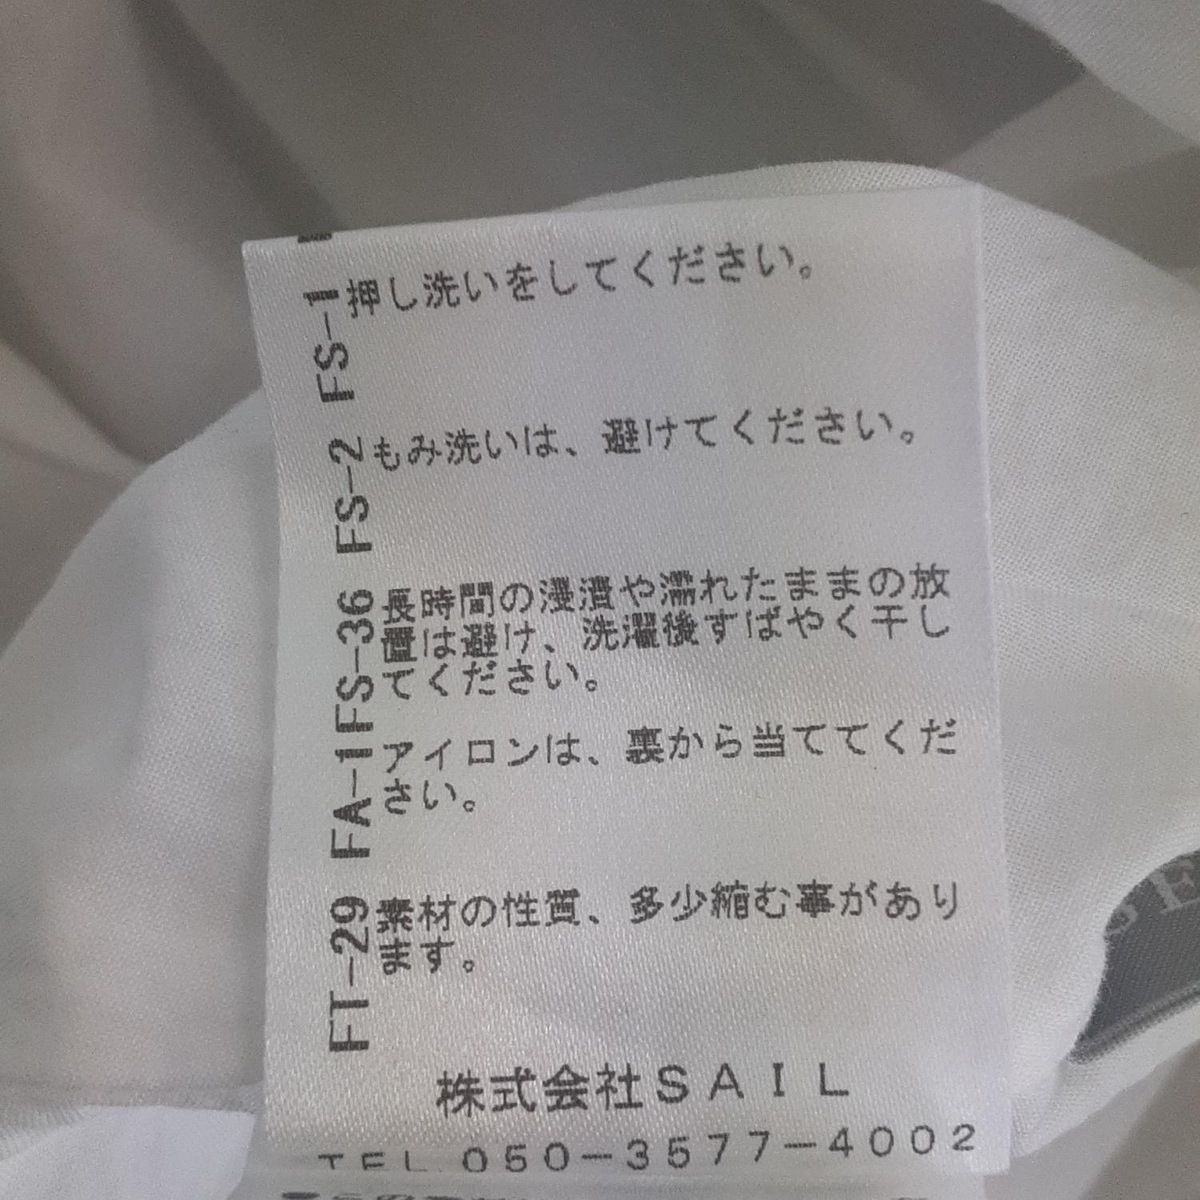 FS-1 押し洗いをしてください。
FS-2 もみ洗いは、避けてください。
FS-36 長時間の浸漬や濡れたままの放
置は避け、洗濯後すばやく干し
てください。
FA-1 アイロンは、裏から当ててくだ
さい。
FT-29 素材の性質、多少縮む事があり
ます。
株式会社SAIL
TEL 050-3577-4002